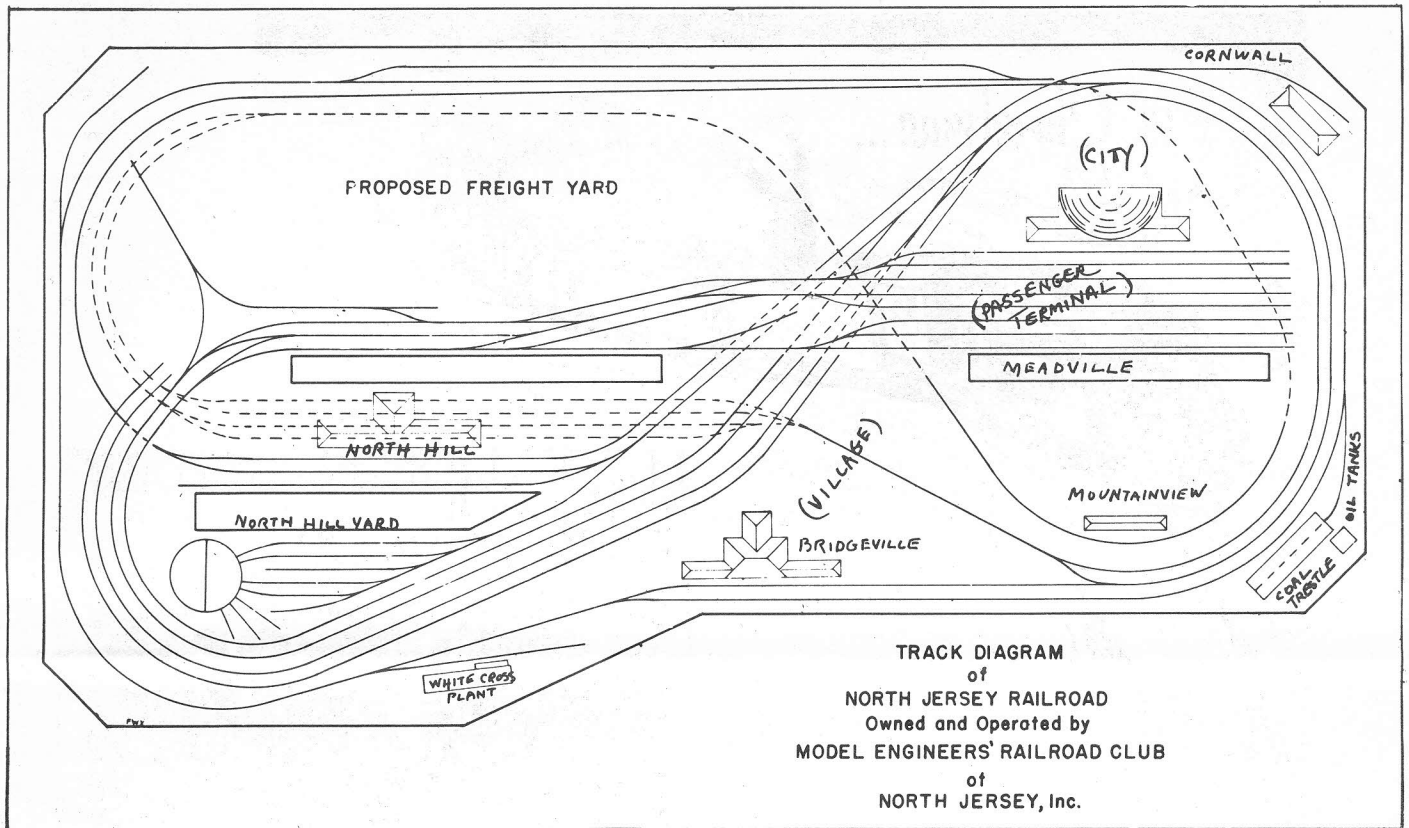 CORNWALL
(CITY)
PROPOSED FREIGHT YARD
(PASSENGER
TERMINAL)
MEADVILLE
NORTH HILL
(VILLAGE)
OIL TANKS
MOUNTAINVIEW
NORTH HILL YARD
BRIDGEVILLE
COAL
TRESTLE
WHITE CROSS
PLANT
TRACK DIAGRAM
of
NORTH JERSEY RAILROAD
Owned and Operated by
MODEL ENGINEERS' RAILROAD CLUB
of
NORTH JERSEY, Inc.